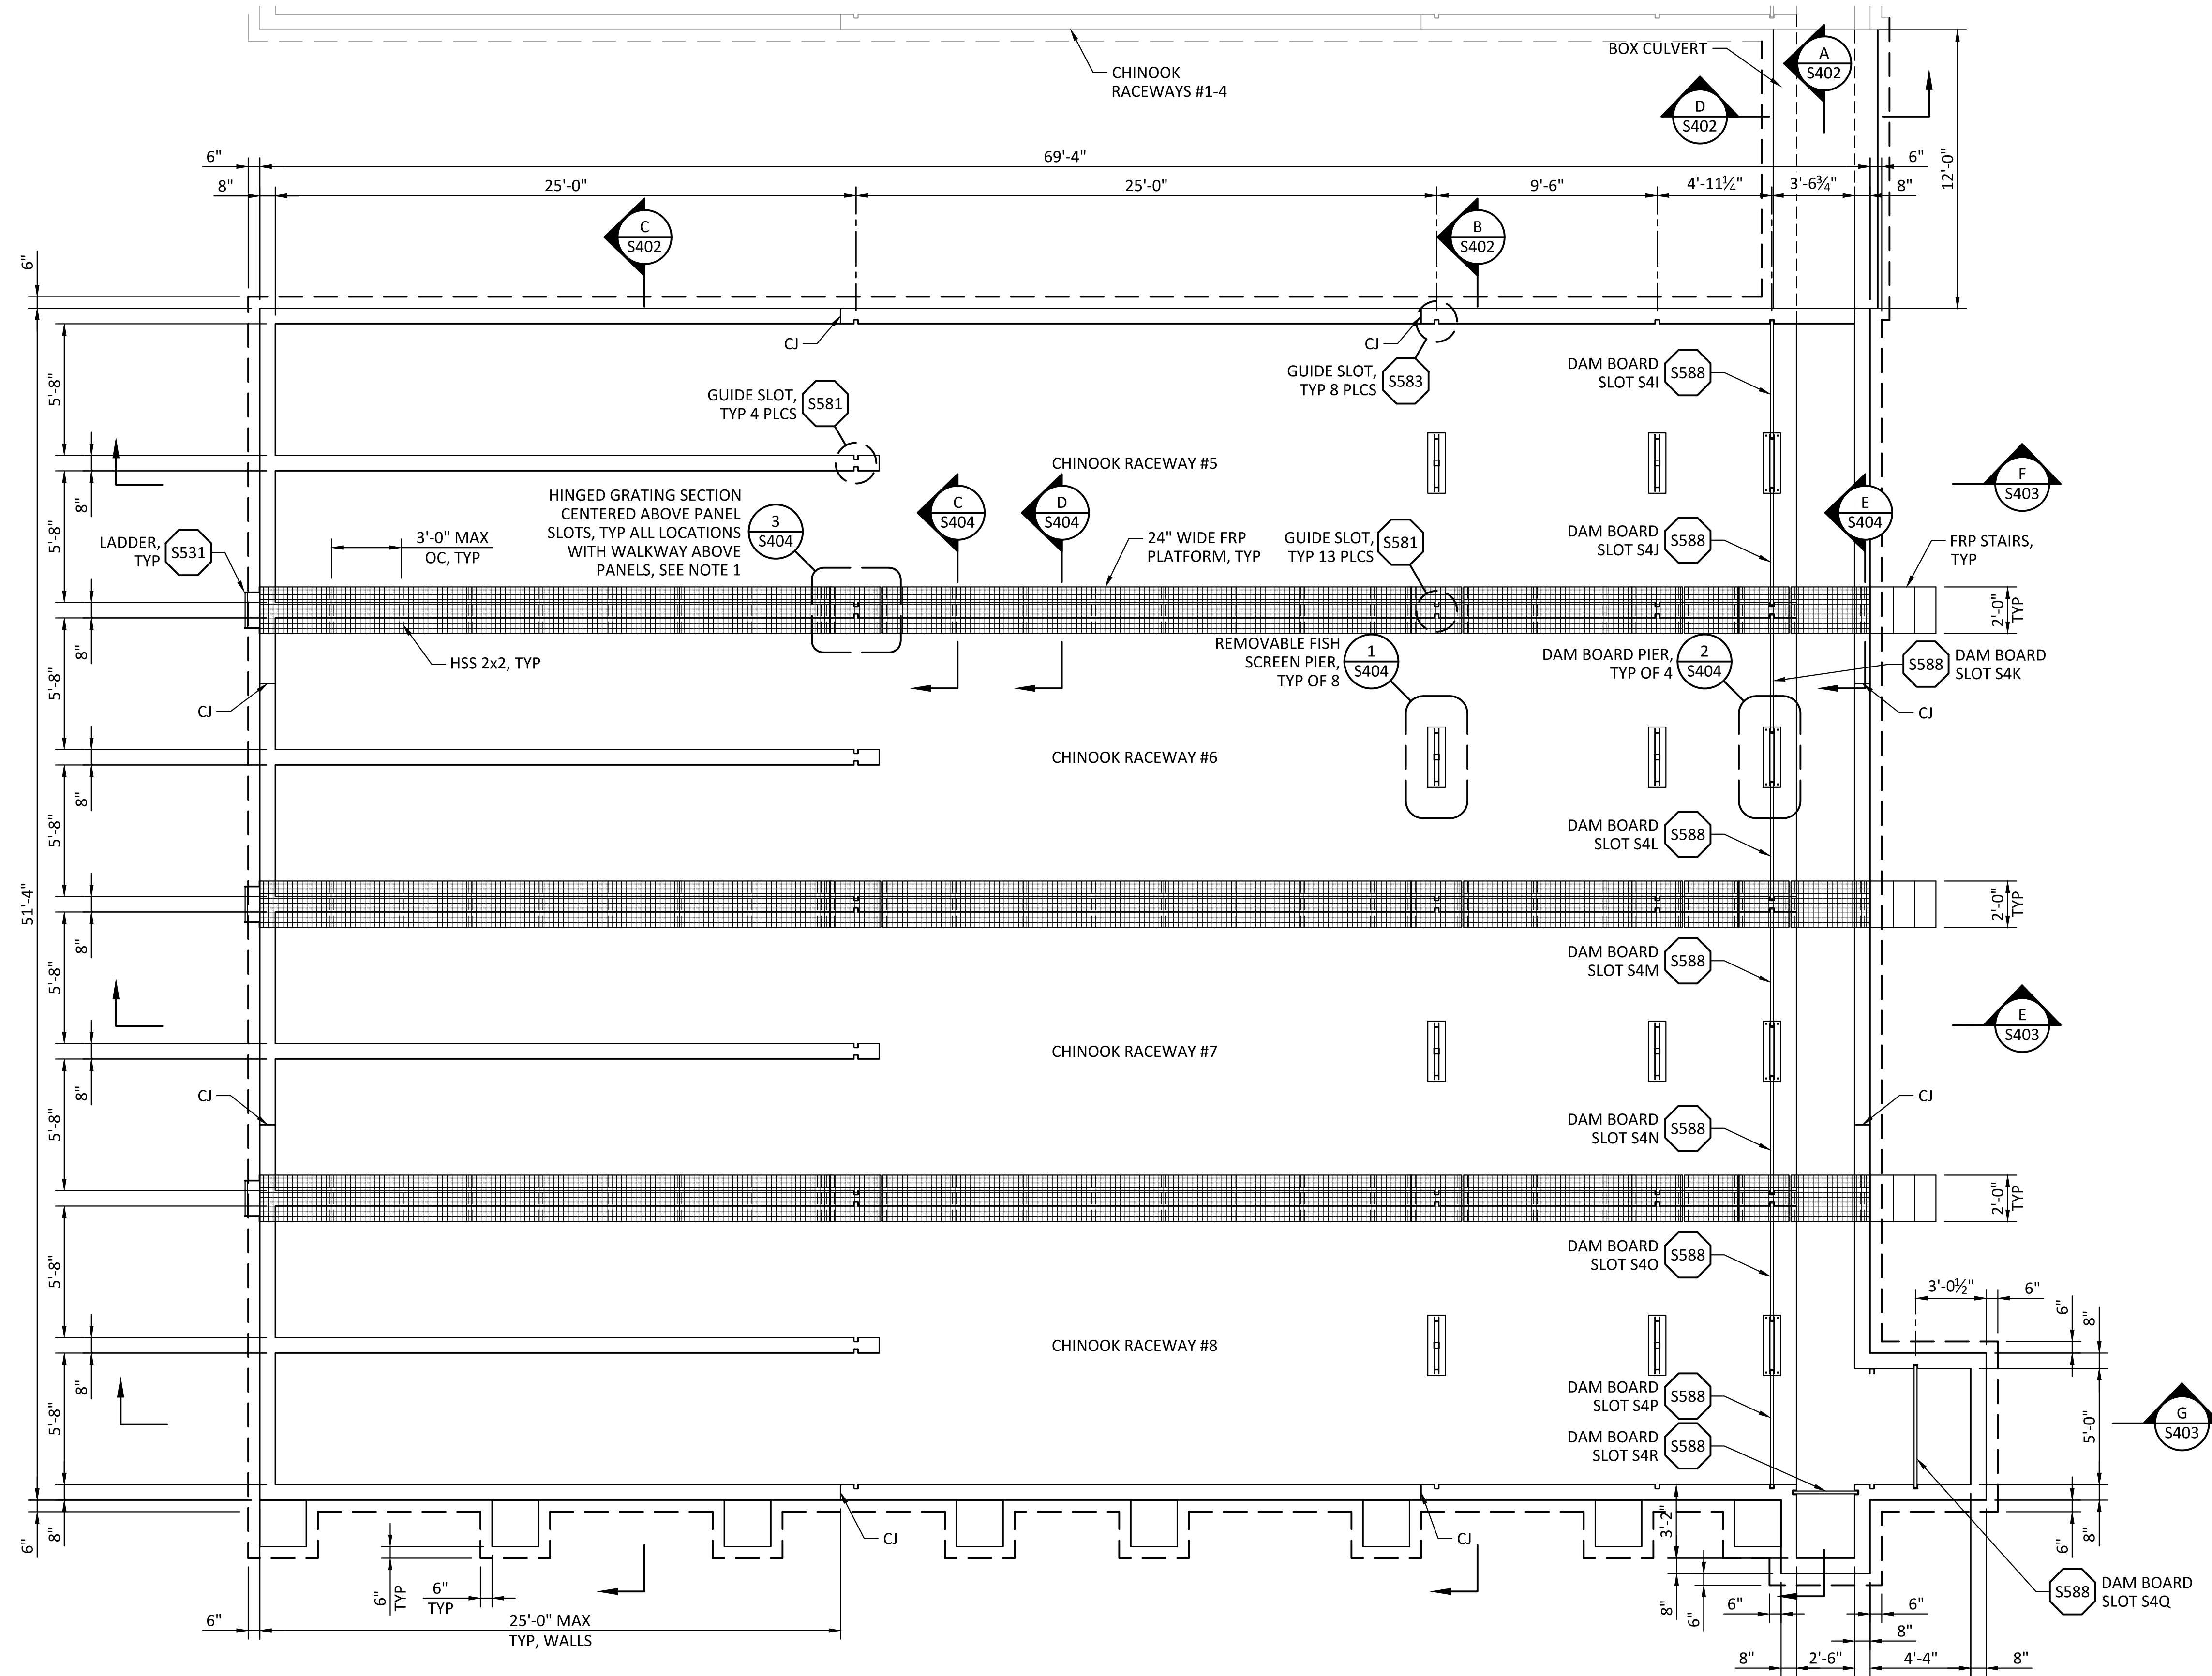 BOX CULVERT
A
S402
CHINOOK
RACEWAYS #1-4
D
S402
6"
69'-4"
6"
12'-0"
8"
25'-0"
25'-0"
9'-6"
4'-11¼"
3'-6¾"
8"
C
S402
B
S402
6"
CJ
CJ
GUIDE SLOT,
TYP 8 PLCS
S583
DAM BOARD
SLOT S4I
S588
5'-8"
GUIDE SLOT,
TYP 4 PLCS
S581
CHINOOK RACEWAY #5
F
S403
8"
HINGED GRATING SECTION
CENTERED ABOVE PANEL
SLOTS, TYP ALL LOCATIONS
WITH WALKWAY ABOVE
PANELS, SEE NOTE 1
3
S404
C
S404
D
S404
E
S404
5'-8"
LADDER,
TYP
S531
3'-0" MAX
OC, TYP
24" WIDE FRP
PLATFORM, TYP
GUIDE SLOT,
TYP 13 PLCS
S581
DAM BOARD
SLOT S4J
S588
FRP STAIRS,
TYP
2'-0"
TYP
8"
HSS 2x2, TYP
REMOVABLE FISH
SCREEN PIER,
TYP OF 8
1
S404
DAM BOARD PIER,
TYP OF 4
2
S404
S588
DAM BOARD
SLOT S4K
5'-8"
CJ
CJ
CHINOOK RACEWAY #6
8"
5'-8"
DAM BOARD
SLOT S4L
S588
51'-4"
2'-0"
TYP
8"
5'-8"
DAM BOARD
SLOT S4M
S588
E
S403
CHINOOK RACEWAY #7
8"
CJ
CJ
5'-8"
DAM BOARD
SLOT S4N
S588
2'-0"
TYP
8"
5'-8"
DAM BOARD
SLOT S4O
S588
3'-0½"
6"
6"
8"
CHINOOK RACEWAY #8
8"
5'-8"
DAM BOARD
SLOT S4P
S588
DAM BOARD
SLOT S4R
S588
5'-0"
G
S403
6"
8"
CJ
CJ
3'-2"
6"
8"
6"
TYP
6"
TYP
8"
6"
6"
6"
S588
DAM BOARD
SLOT S4Q
6"
25'-0" MAX
TYP, WALLS
8"
8"
2'-6"
4'-4"
8"